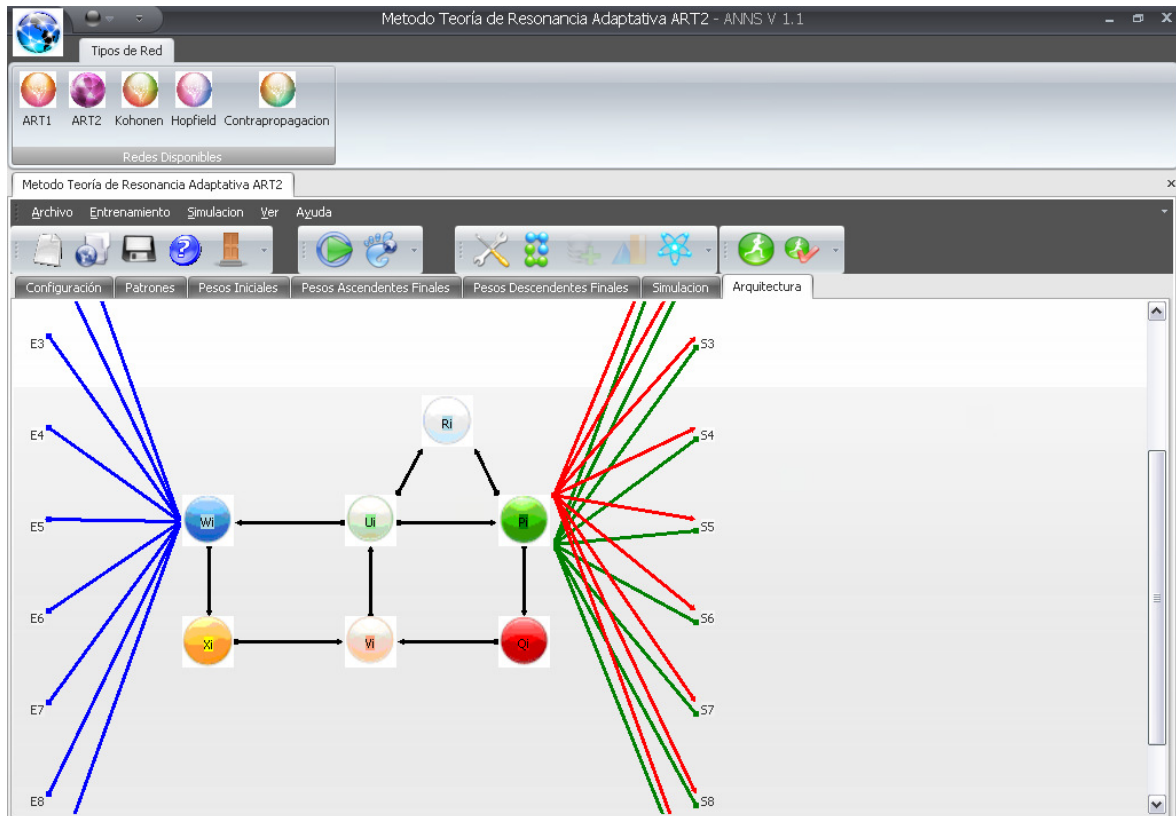 Metodo Teoría de Resonancia Adaptativa ART2 - ANNS V 1.1
Tipos de Red
ART1 ART2 Kohonen Hopfield Contrapropagacion
Redes Disponibles
Metodo Teoría de Resonancia Adaptativa ART2
Archivo Entrenamiento Simulacion Ver Ayuda
Configuración Patrones Pesos Iniciales Pesos Ascendentes Finales Pesos Descendentes Finales Simulacion Arquitectura
E3 S3
Ri
E4 S4
Wi Ui Pi
E5 S5
E6 S6
Xi Vi Qi
E7 S7
E8 S8